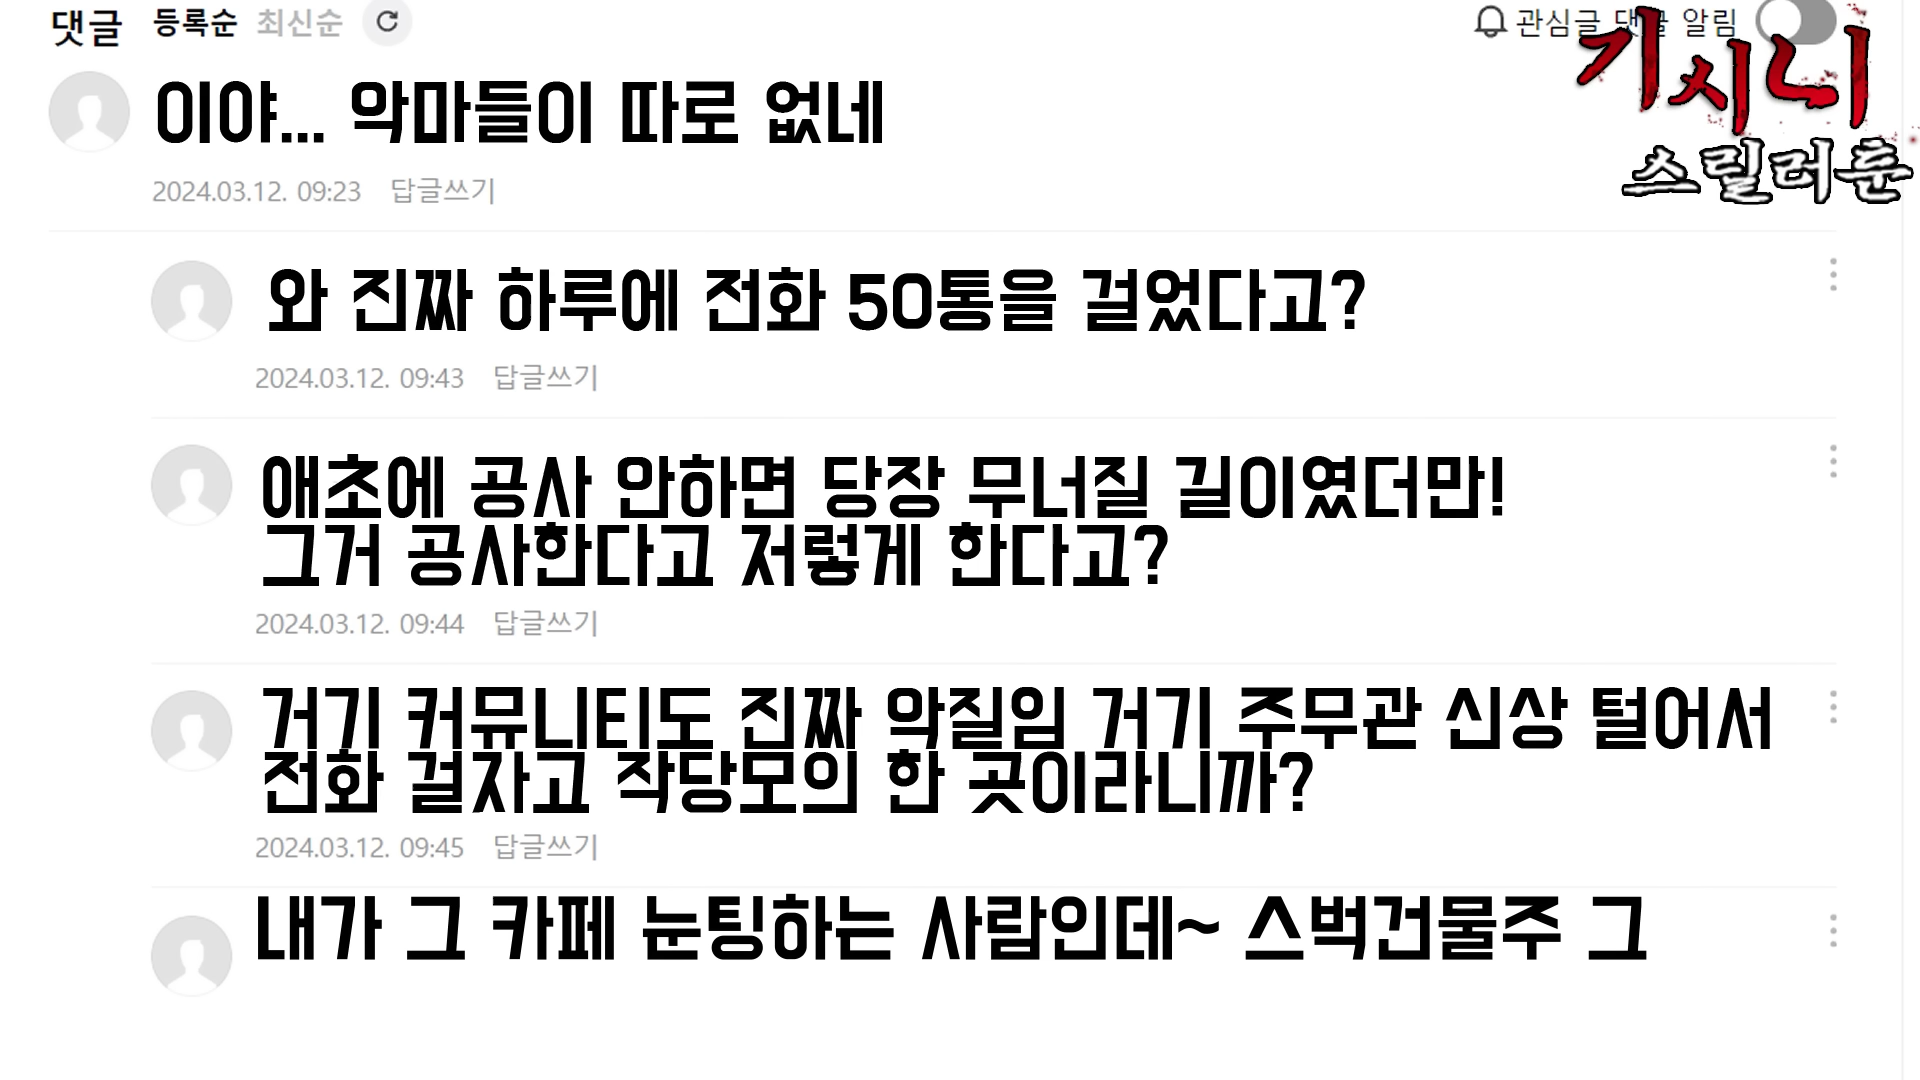 댓글 등록순 최신순 관심글 댓글 알림
기시니
스릴러툰
이야... 악마들이 따로 없네
2024.03.12. 09:23 답글쓰기
와 진짜 하루에 전화 50통을 걸었다고?
2024.03.12. 09:43 답글쓰기
애초에 공사 안하면 당장 무너질 길이였더만!
그거 공사한다고 저렇게 한다고?
2024.03.12. 09:44 답글쓰기
거기 커뮤니티도 진짜 악질임 거기 주무관 신상 털어서
전화 걸자고 작당모의 한 곳이라니까?
2024.03.12. 09:45 답글쓰기
내가 그 카페 눈팅하는 사람인데~ 스벅건물주 그